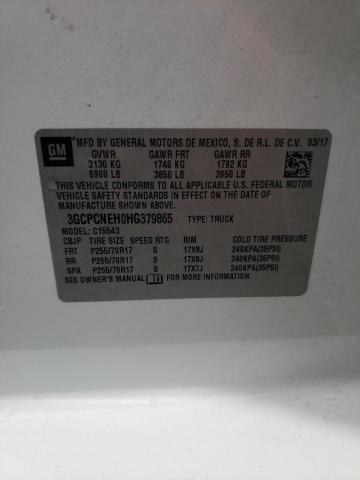 GM
MFD BY GENERAL MOTORS DE MEXICO, S. DE R.L. DE C.V. 03/17
GVWR GAWR FRT GAWR RR
3130 KG 1746 KG 1792 KG
6900 LB 3850 LB 3950 LB
THIS VEHICLE CONFORMS TO ALL APPLICABLE U.S.
FEDERAL MOTOR VEHICLE SAFETY STANDARDS IN EFFECT ON THE DATE OF
MANUFACTURE SHOWN ABOVE.
3GCPCNEH0HG379865 TYPE: TRUCK
MODEL: C15543
CBJP TIRE SIZE SPEED RTG RIM COLD TIRE PRESSURE
FRT P255/70R17 S 17X8J 240KPA(35PSI)
RR P255/70R17 S 17X8J 240KPA(35PSI)
SPA P255/70R17 S 17X7J 240KPA(35PSI)
SEE OWNER'S MANUAL FOR MORE INFORMATION.